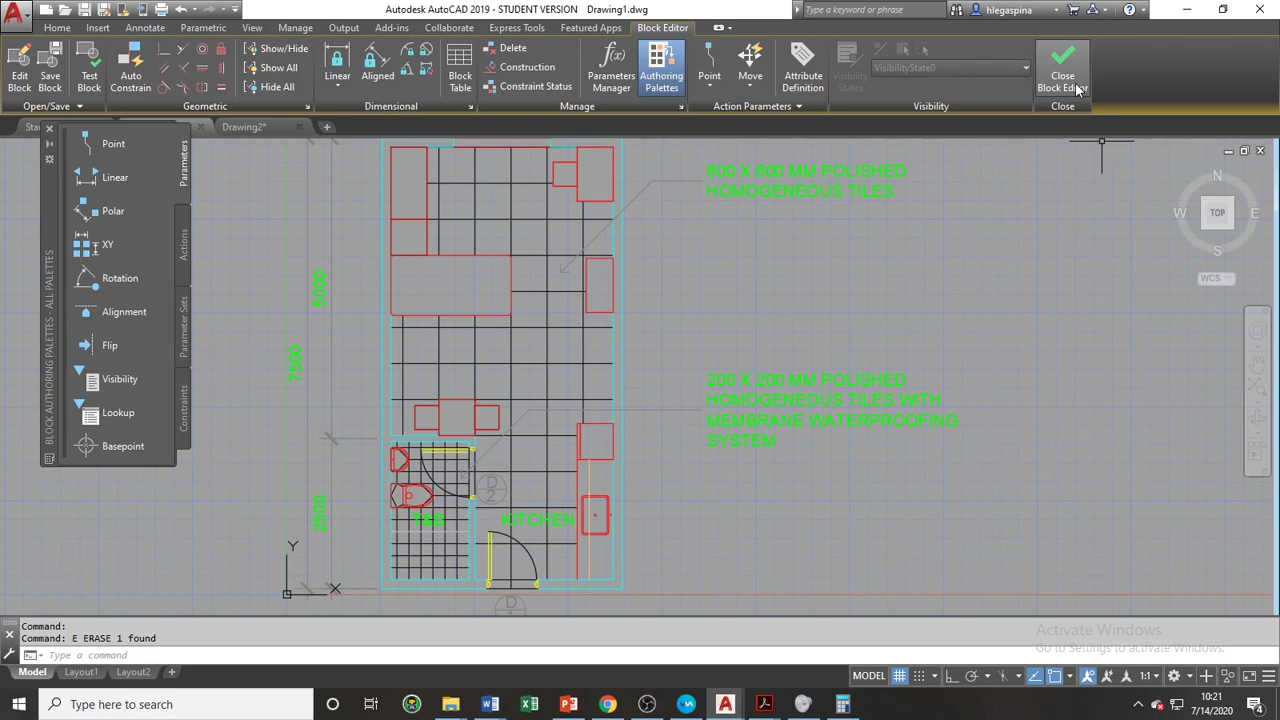 Autodesk AutoCAD 2019 - STUDENT VERSION Drawing1.dwg
Type a keyword or phrase
hlegaspina
Home Insert Annotate Parametric View Manage Output Add-ins Collaborate Express Tools Featured Apps Block Editor
Edit Block
Save Block
Test Block
Auto Constrain
Show/Hide
Show All
Hide All
Linear
Aligned
Block Table
Delete
Construction
Constraint Status
Parameters Manager
Authoring Palettes
Point
Move
Attribute Definition
Visibility States
VisibilityState0
Close Block Editor
Open/Save
Geometric
Dimensional
Manage
Action Parameters
Visibility
Close
Star
Drawing2*
Point
Linear
Polar
XY
Rotation
Alignment
Flip
Visibility
Lookup
Basepoint
Parameters
Actions
Parameter Sets
Constraints
BLOCK AUTHORING PALETTES - ALL PALETTES
600 X 600 MM POLISHED
HOMOGENEOUS TILES
200 X 200 MM POLISHED
HOMOGENEOUS TILES WITH
MEMBRANE WATERPROOFING
SYSTEM
5000
7500
2500
D
2
T&B
KITCHEN
D
Y
X
N
W TOP E
S
WCS
Command:
Command: E ERASE 1 found
Type a command
Activate Windows
Go to Settings to activate Windows.
Model Layout1 Layout2 +
MODEL
1:1
Type here to search
10:21
7/14/2020
4